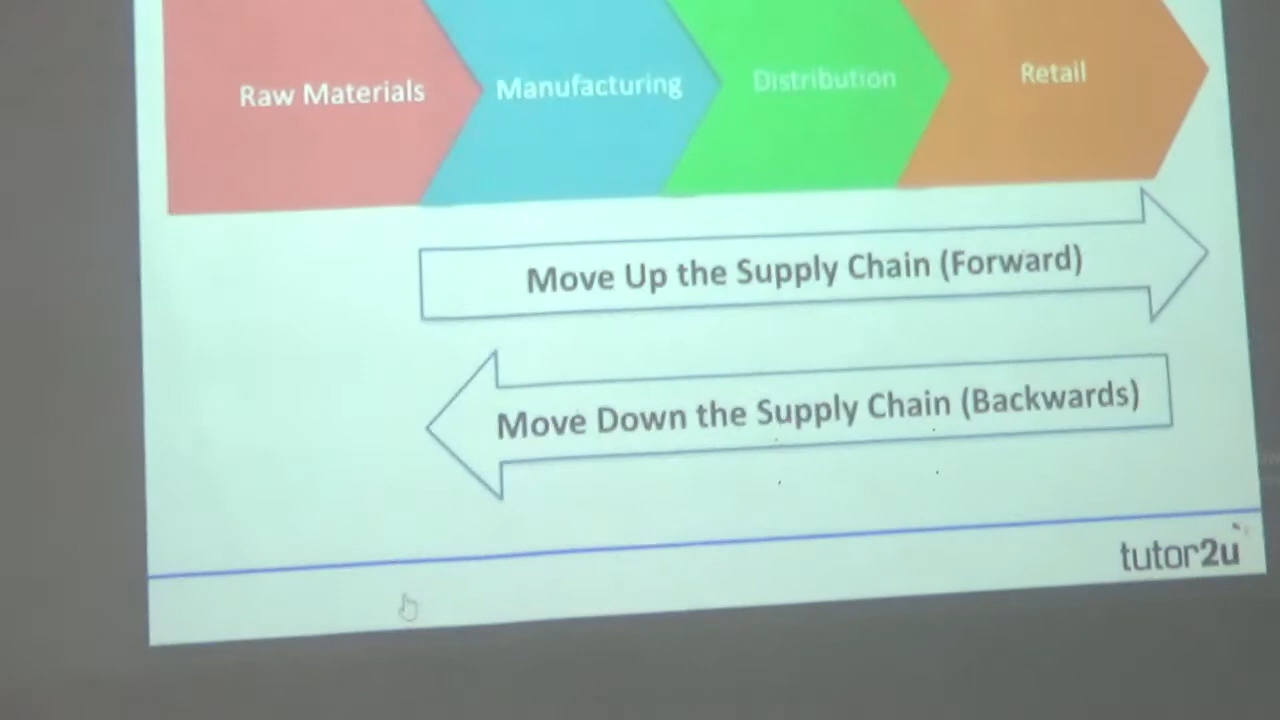 Raw Materials
Manufacturing
Distribution
Retail
Move Up the Supply Chain (Forward)
Move Down the Supply Chain (Backwards)
tutor2u